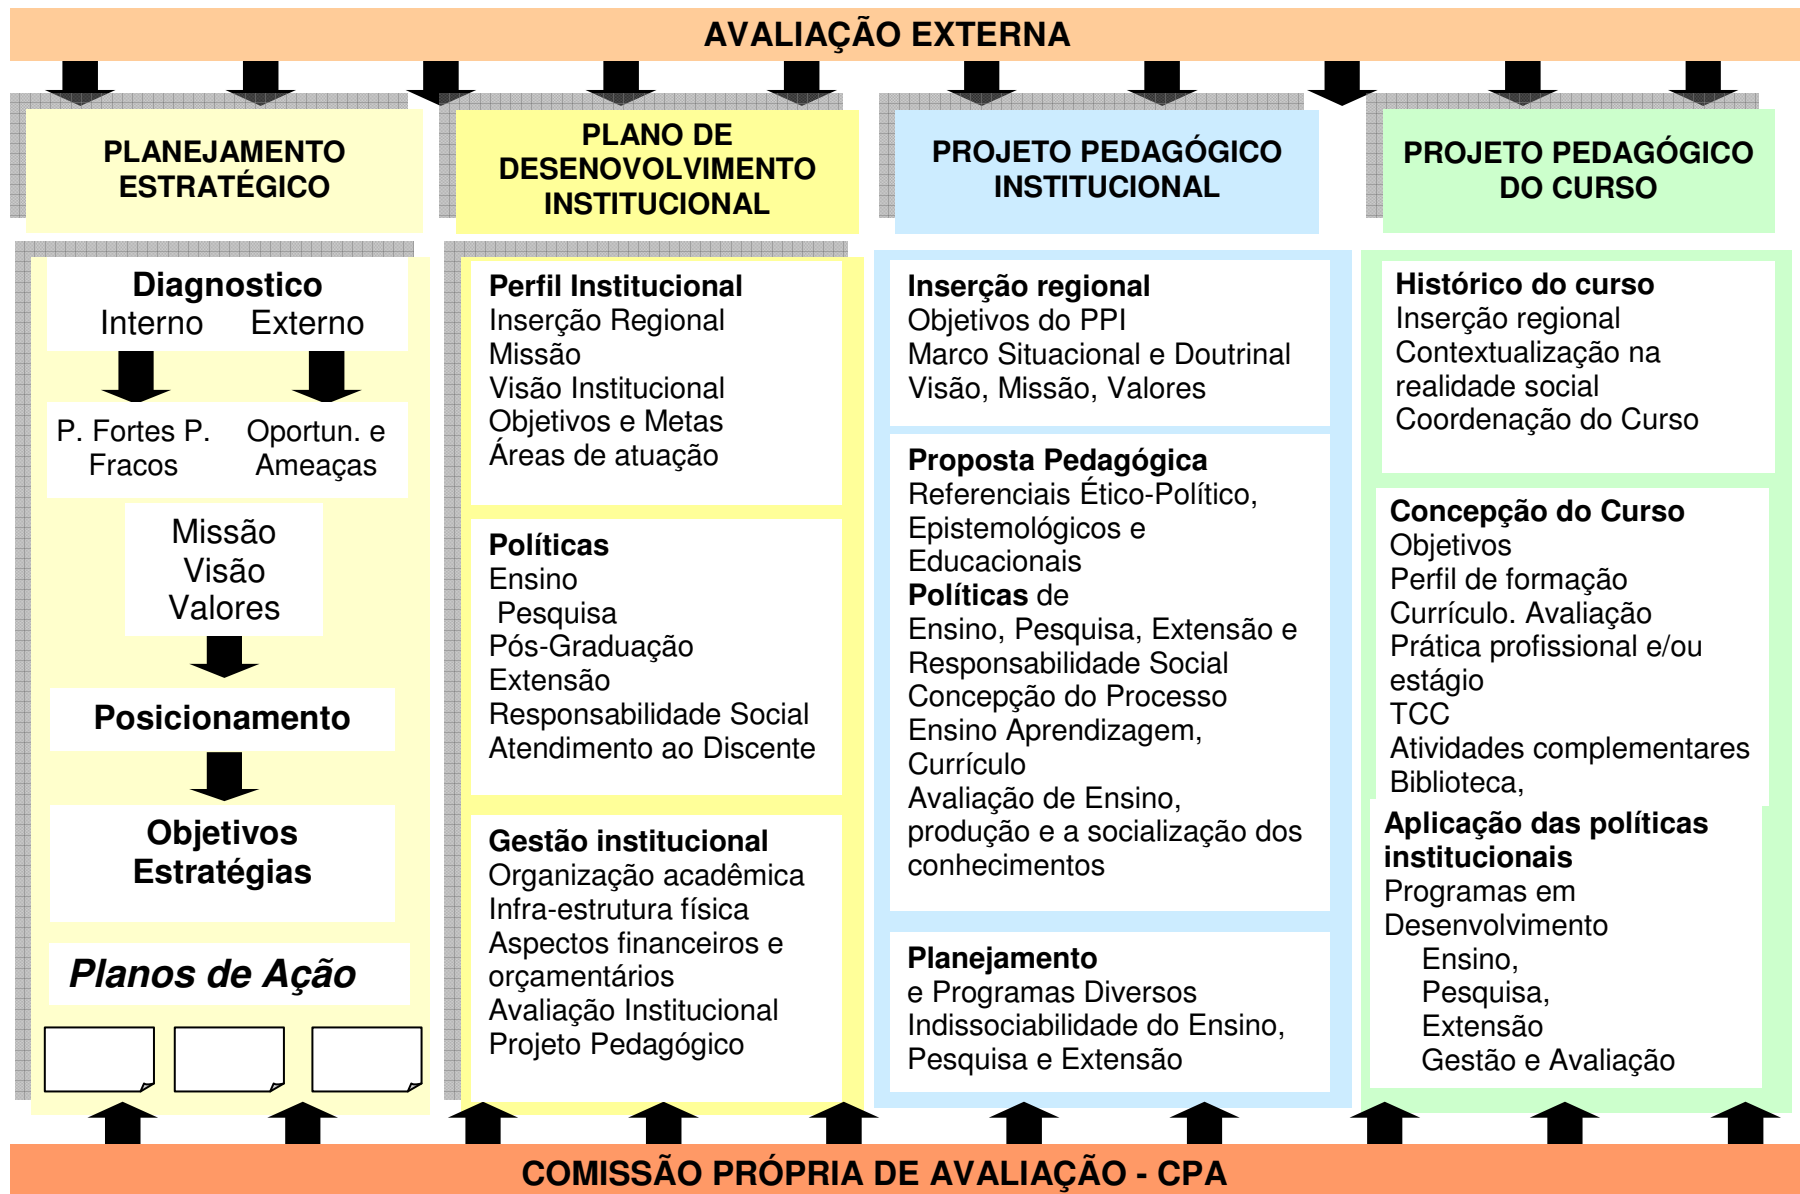 AVALIAÇÃO EXTERNA
PLANEJAMENTO
ESTRATÉGICO
PLANO DE
DESENOVOLVIMENTO
INSTITUCIONAL
PROJETO PEDAGÓGICO
INSTITUCIONAL
PROJETO PEDAGÓGICO
DO CURSO
Diagnostico
Interno Externo
P. Fortes P.
Fracos
Oportun. e
Ameaças
Missão
Visão
Valores
Posicionamento
Objetivos
Estratégias
Planos de Ação
Perfil Institucional
Inserção Regional
Missão
Visão Institucional
Objetivos e Metas
Áreas de atuação
Políticas
Ensino
Pesquisa
Pós-Graduação
Extensão
Responsabilidade Social
Atendimento ao Discente
Gestão institucional
Organização acadêmica
Infra-estrutura física
Aspectos financeiros e
orçamentários
Avaliação Institucional
Projeto Pedagógico
Inserção regional
Objetivos do PPI
Marco Situacional e Doutrinal
Visão, Missão, Valores
Proposta Pedagógica
Referenciais Ético-Político,
Epistemológicos e
Educacionais
Políticas de
Ensino, Pesquisa, Extensão e
Responsabilidade Social
Concepção do Processo
Ensino Aprendizagem,
Currículo
Avaliação de Ensino,
produção e a socialização dos
conhecimentos
Planejamento
e Programas Diversos
Indissociabilidade do Ensino,
Pesquisa e Extensão
Histórico do curso
Inserção regional
Contextualização na
realidade social
Coordenação do Curso
Concepção do Curso
Objetivos
Perfil de formação
Currículo. Avaliação
Prática profissional e/ou
estágio
TCC
Atividades complementares
Biblioteca,
Aplicação das políticas
institucionais
Programas em
Desenvolvimento
Ensino,
Pesquisa,
Extensão
Gestão e Avaliação
COMISSÃO PRÓPRIA DE AVALIAÇÃO - CPA